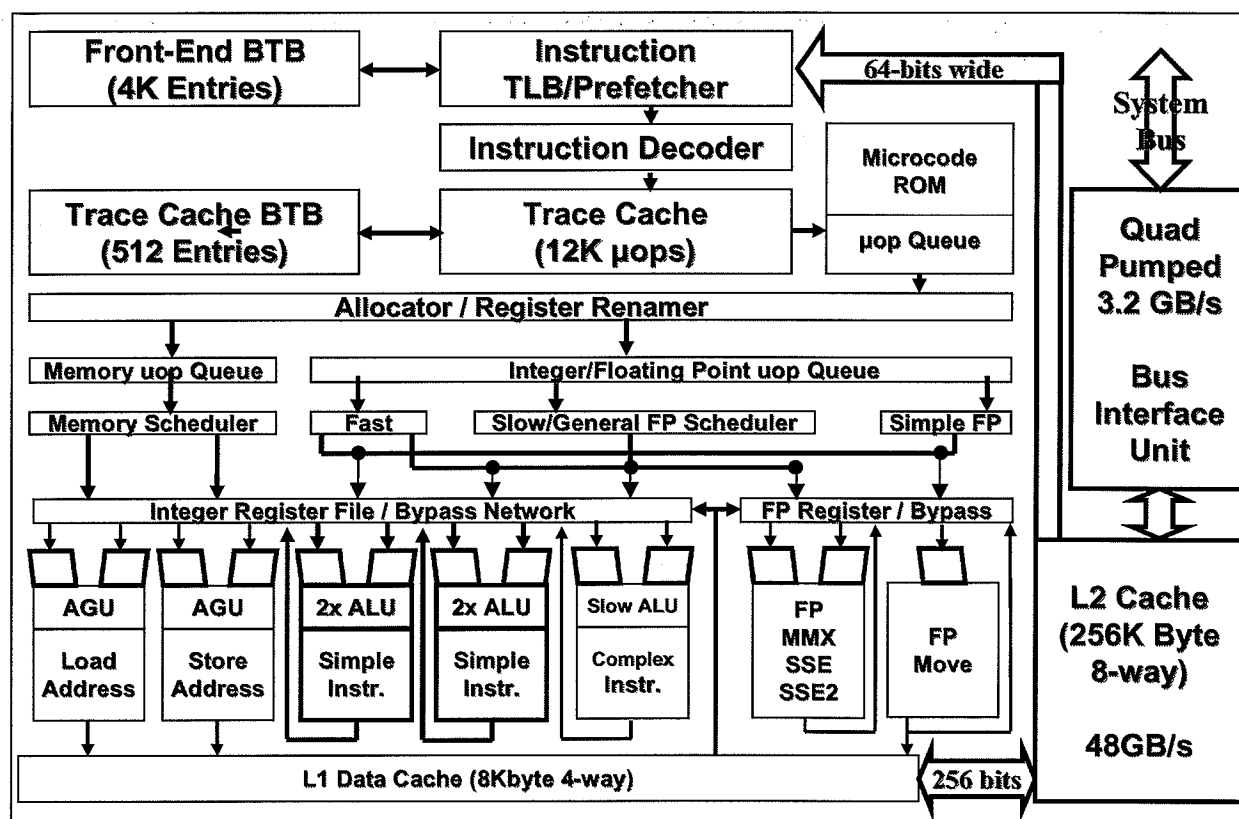 Front-End BTB
(4K Entries)
Instruction
TLB/Prefetcher
64-bits wide
System
Bus
Instruction Decoder
Microcode
ROM
µop Queue
Trace Cache BTB
(512 Entries)
Trace Cache
(12K µops)
Quad
Pumped
3.2 GB/s
Bus
Interface
Unit
Allocator / Register Renamer
Memory uop Queue
Integer/Floating Point uop Queue
Memory Scheduler
Fast
Slow/General FP Scheduler
Simple FP
Integer Register File / Bypass Network
FP Register / Bypass
AGU
Load
Address
AGU
Store
Address
2x ALU
Simple
Instr.
2x ALU
Simple
Instr.
Slow ALU
Complex
Instr.
FP
MMX
SSE
SSE2
FP
Move
L2 Cache
(256K Byte
8-way)
48GB/s
L1 Data Cache (8Kbyte 4-way)
256 bits